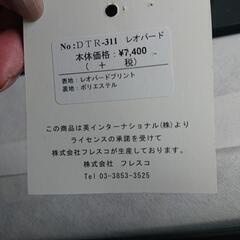 No:DTR-311 レオパード
本体価格:¥7,400
( + 税)
表地:レオパードプリント
裏地:ポリエステル
この商品は英インターナショナル(株)より
ライセンスの承諾を受けて
株式会社フレスコが生産しております。
株式会社 フレスコ
Tel 03-3853-3525